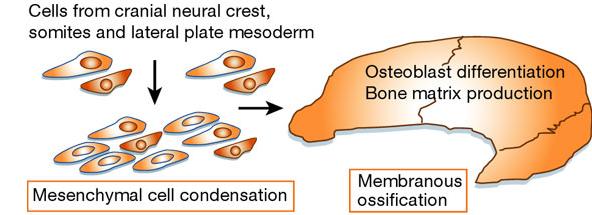 Cells from cranial neural crest,
somites and lateral plate mesoderm
Osteoblast differentiation
Bone matrix production
Mesenchymal cell condensation
Membranous
ossification